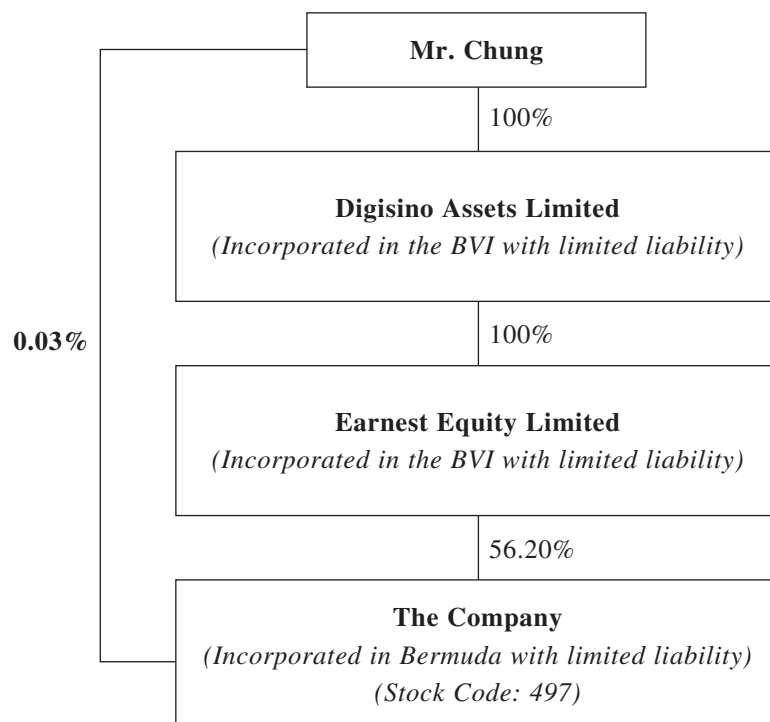 Mr. Chung
100%
Digisino Assets Limited
(Incorporated in the BVI with limited liability)
0.03%
100%
Earnest Equity Limited
(Incorporated in the BVI with limited liability)
56.20%
The Company
(Incorporated in Bermuda with limited liability)
(Stock Code: 497)